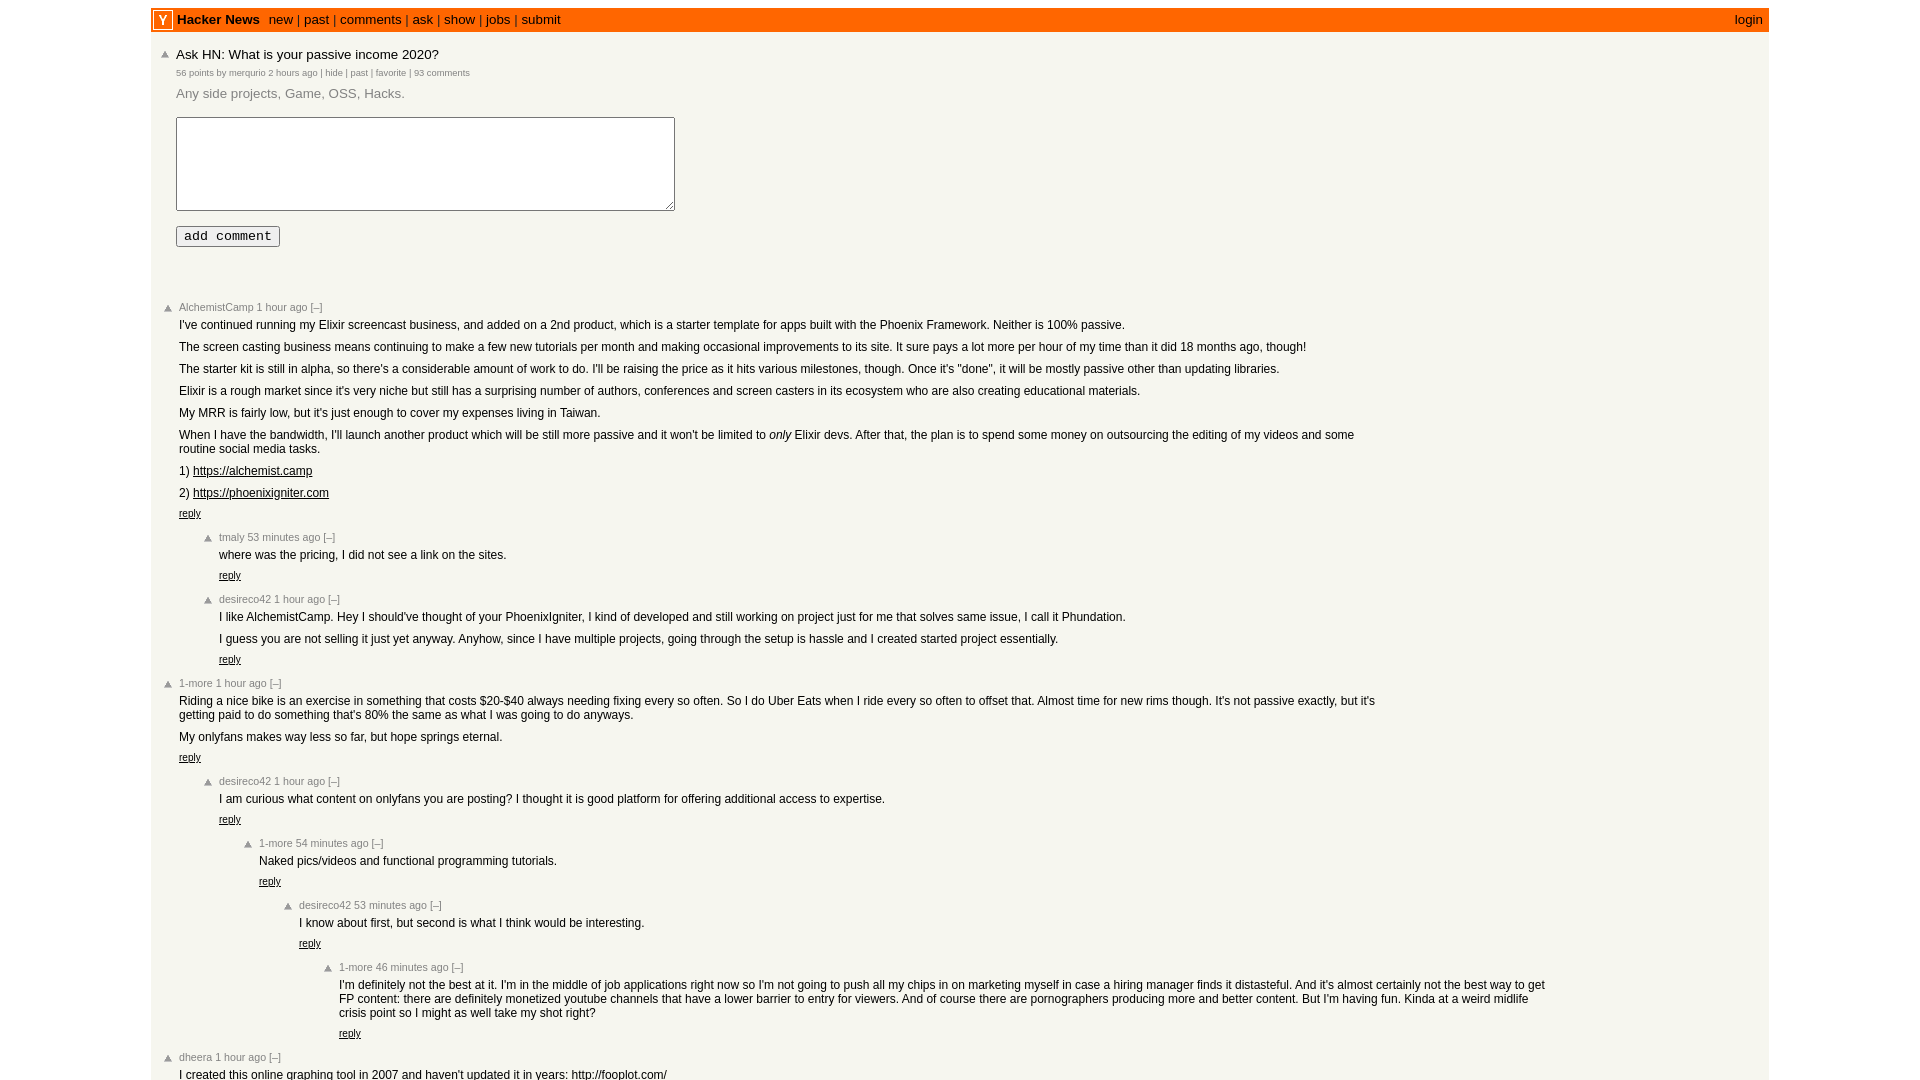 Y Hacker News new | past | comments | ask | show | jobs | submit login
Ask HN: What is your passive income 2020?
56 points by merqurio 2 hours ago | hide | past | favorite | 93 comments
Any side projects, Game, OSS, Hacks.
add comment
AlchemistCamp 1 hour ago [–]
I've continued running my Elixir screencast business, and added on a 2nd product, which is a starter template for apps built with the Phoenix Framework. Neither is 100% passive.
The screen casting business means continuing to make a few new tutorials per month and making occasional improvements to its site. It sure pays a lot more per hour of my time than it did 18 months ago, though!
The starter kit is still in alpha, so there's a considerable amount of work to do. I'll be raising the price as it hits various milestones, though. Once it's "done", it will be mostly passive other than updating libraries.
Elixir is a rough market since it's very niche but still has a surprising number of authors, conferences and screen casters in its ecosystem who are also creating educational materials.
My MRR is fairly low, but it's just enough to cover my expenses living in Taiwan.
When I have the bandwidth, I'll launch another product which will be still more passive and it won't be limited to only Elixir devs. After that, the plan is to spend some money on outsourcing the editing of my videos and some
routine social media tasks.
1) https://alchemist.camp
2) https://phoenixigniter.com
reply
tmaly 53 minutes ago [–]
where was the pricing, I did not see a link on the sites.
reply
desireco42 1 hour ago [–]
I like AlchemistCamp. Hey I should've thought of your PhoenixIgniter, I kind of developed and still working on project just for me that solves same issue, I call it Phundation.
I guess you are not selling it just yet anyway. Anyhow, since I have multiple projects, going through the setup is hassle and I created started project essentially.
reply
1-more 1 hour ago [–]
Riding a nice bike is an exercise in something that costs $20-$40 always needing fixing every so often. So I do Uber Eats when I ride every so often to offset that. Almost time for new rims though. It's not passive exactly, but it's
getting paid to do something that's 80% the same as what I was going to do anyways.
My onlyfans makes way less so far, but hope springs eternal.
reply
desireco42 1 hour ago [–]
I am curious what content on onlyfans you are posting? I thought it is good platform for offering additional access to expertise.
reply
1-more 54 minutes ago [–]
Naked pics/videos and functional programming tutorials.
reply
desireco42 53 minutes ago [–]
I know about first, but second is what I think would be interesting.
reply
1-more 46 minutes ago [–]
I'm definitely not the best at it. I'm in the middle of job applications right now so I'm not going to push all my chips in on marketing myself in case a hiring manager finds it distasteful. And it's almost certainly not the best way to get
FP content: there are definitely monetized youtube channels that have a lower barrier to entry for viewers. And of course there are pornographers producing more and better content. But I'm having fun. Kinda at a weird midlife
crisis point so I might as well take my shot right?
reply
dheera 1 hour ago [–]
I created this online graphing tool in 2007 and haven't updated it in years: http://fooplot.com/